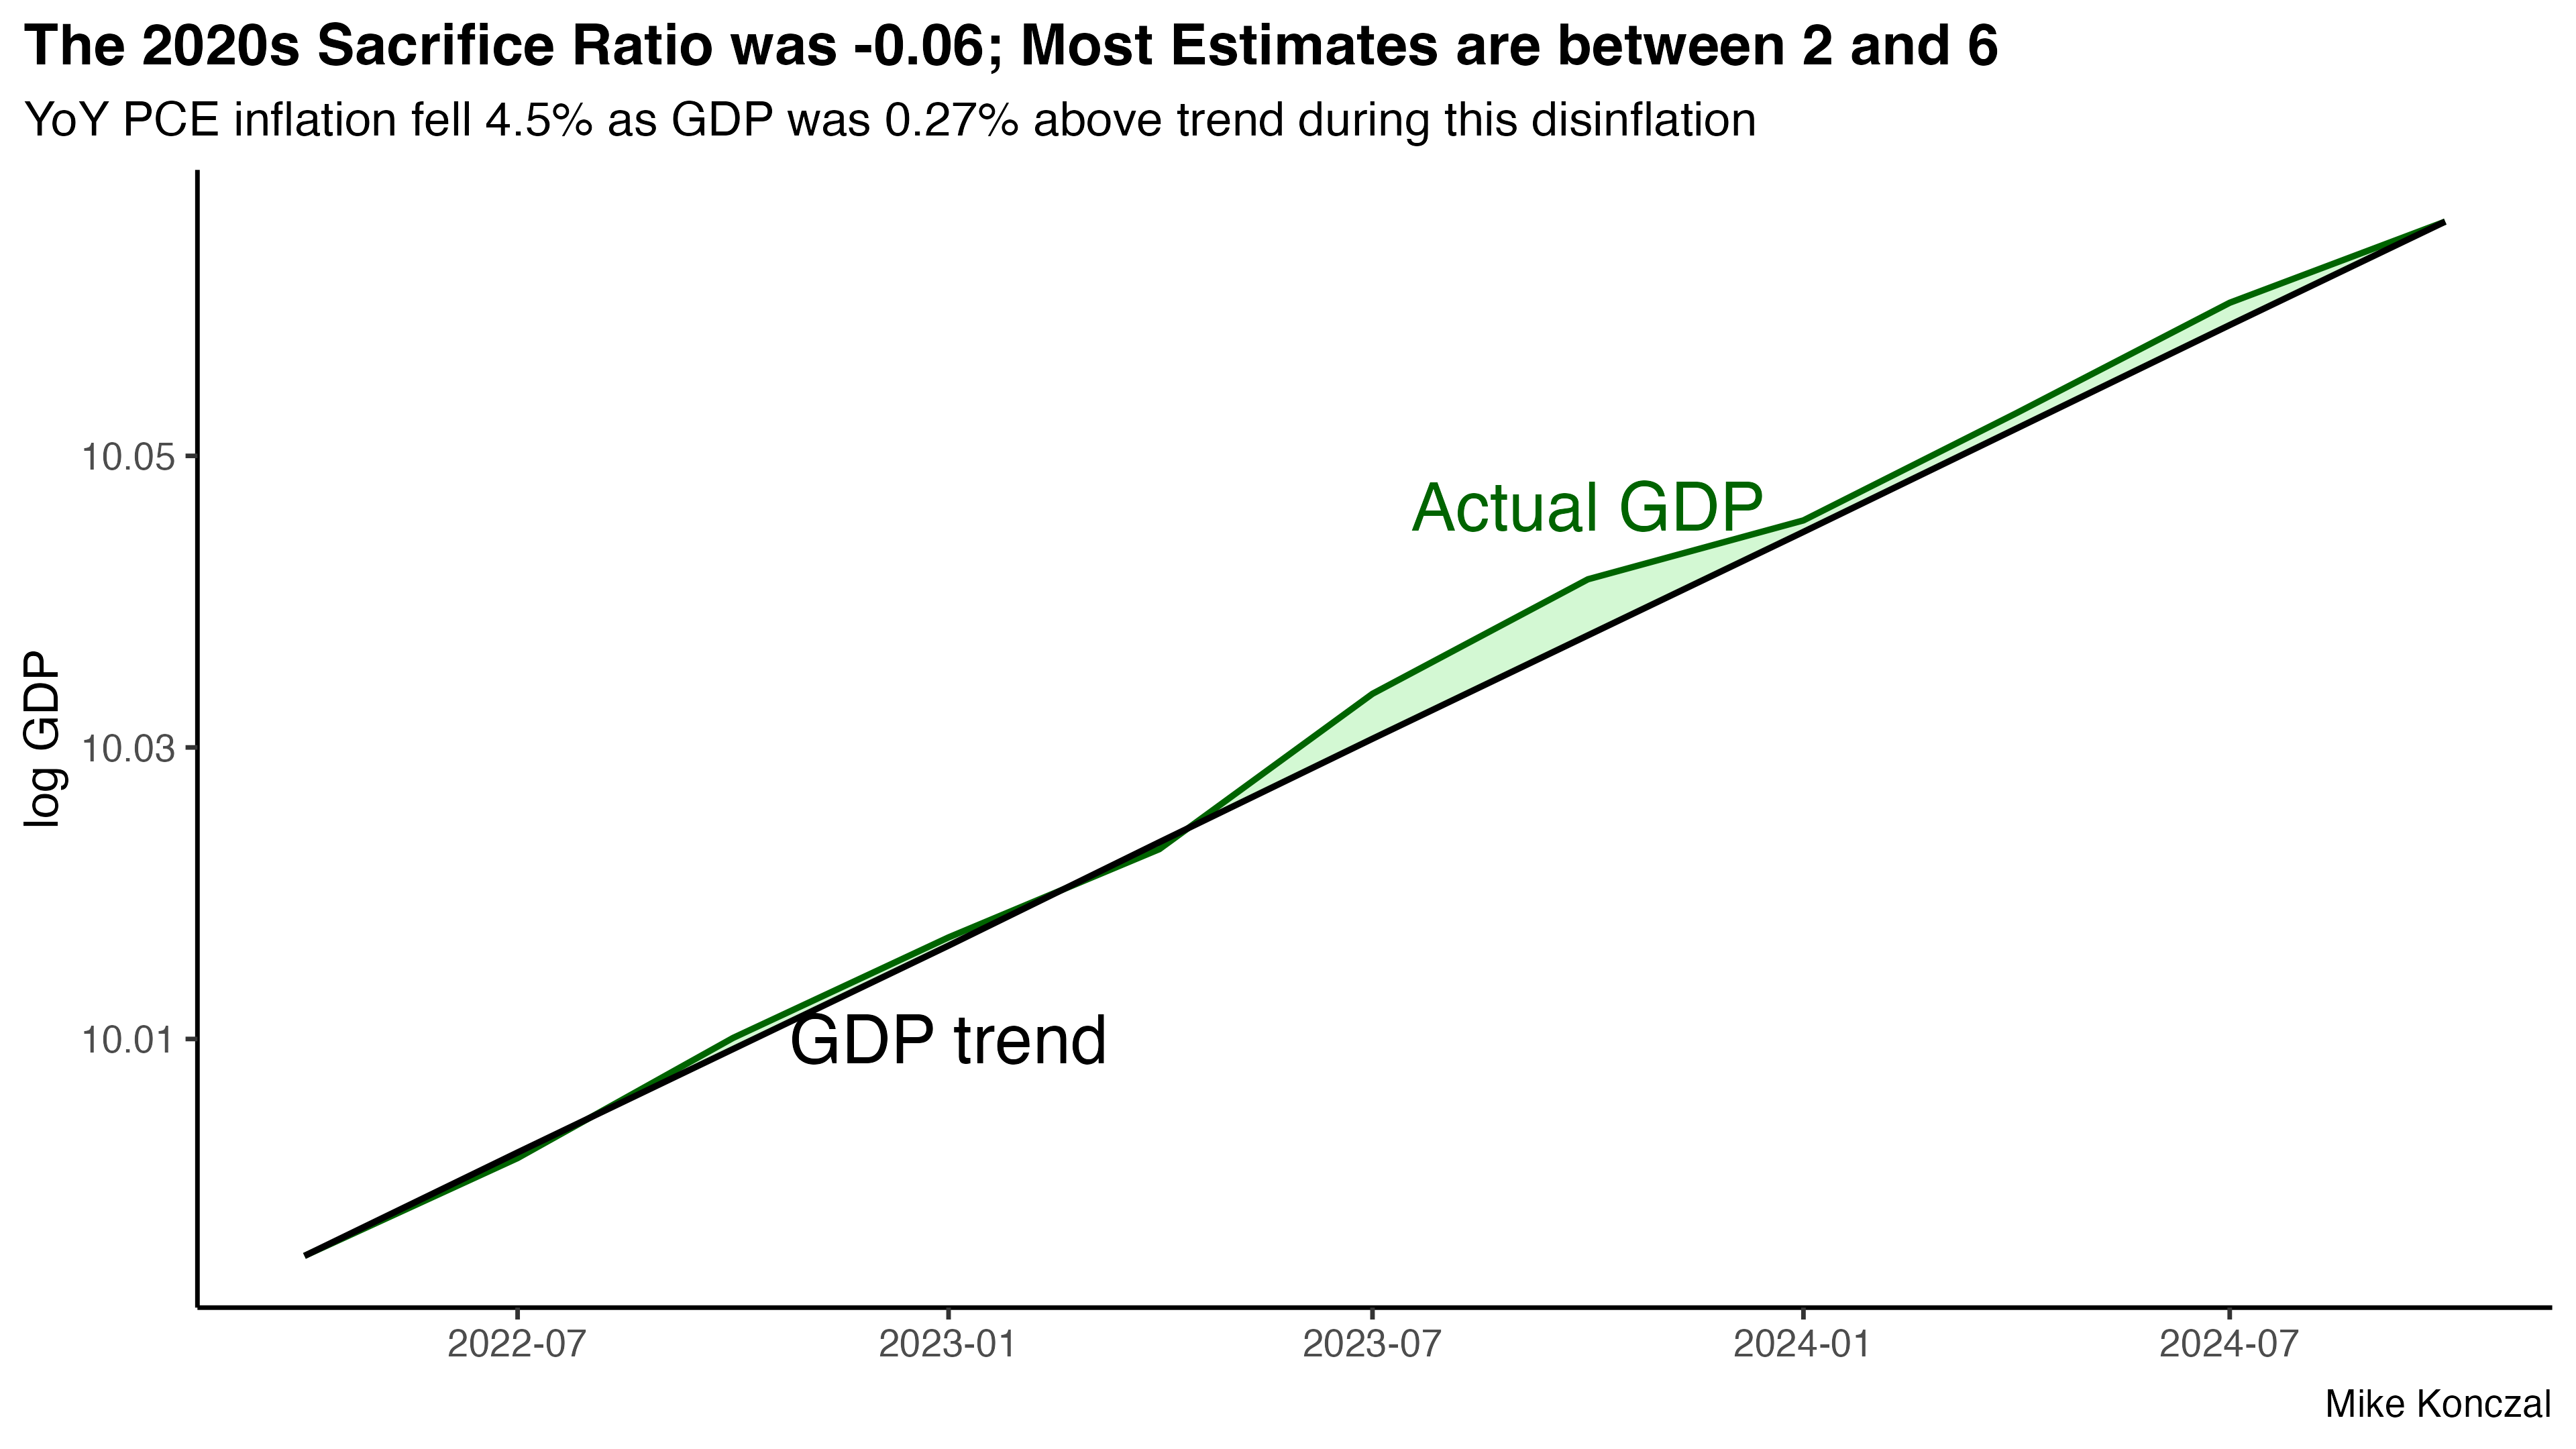 The 2020s Sacrifice Ratio was -0.06; Most Estimates are between 2 and 6
YoY PCE inflation fell 4.5% as GDP was 0.27% above trend during this disinflation
log GDP
10.05
10.03
10.01
Actual GDP
GDP trend
2022-07
2023-01
2023-07
2024-01
2024-07
Mike Konczal